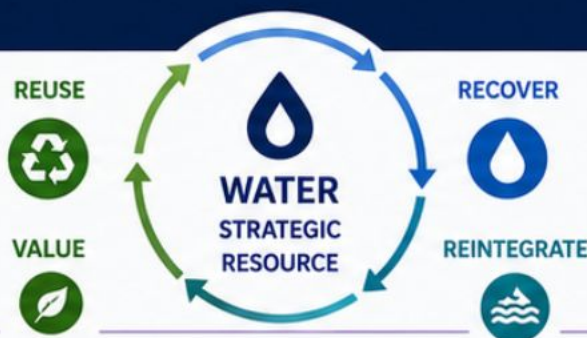 REUSE
RECOVER
WATER
STRATEGIC
RESOURCE
VALUE
REINTEGRATE